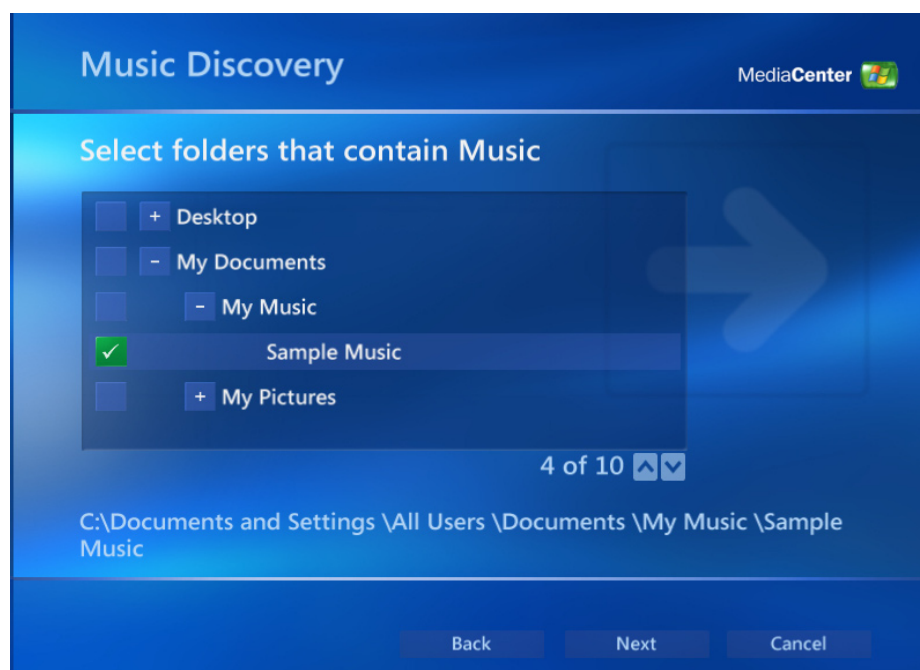 Music Discovery
MediaCenter
Select folders that contain Music
+ Desktop
- My Documents
- My Music
Sample Music
+ My Pictures
4 of 10
C:\Documents and Settings \All Users \Documents \My Music \Sample
Music
Back Next Cancel